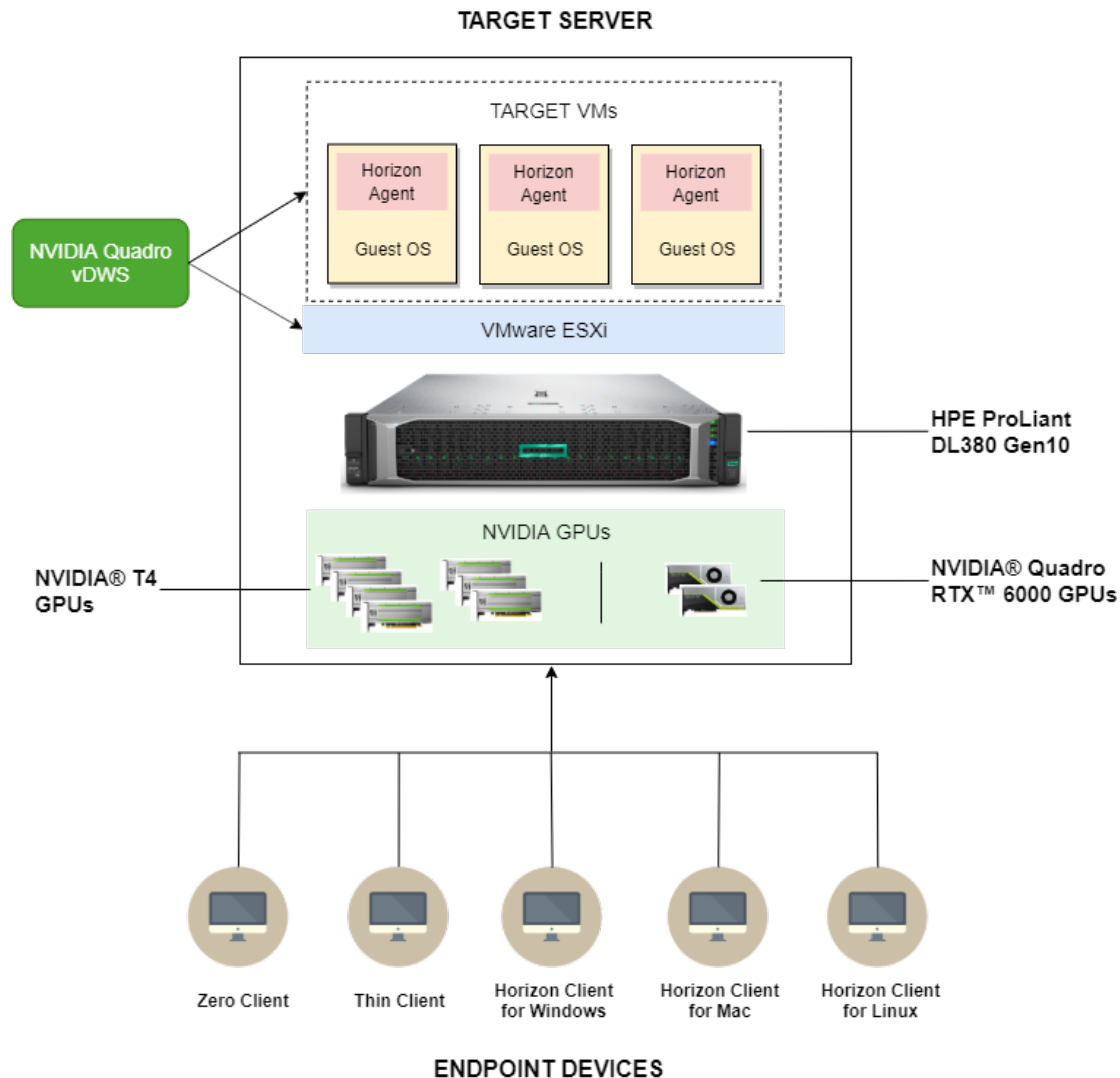 TARGET SERVER
TARGET VMs
Horizon
Agent
Guest OS
Horizon
Agent
Guest OS
Horizon
Agent
Guest OS
NVIDIA Quadro
vDWS
VMware ESXi
HPE ProLiant
DL380 Gen10
NVIDIA GPUs
NVIDIA® T4
GPUs
NVIDIA® Quadro
RTX™ 6000 GPUs
Zero Client
Thin Client
Horizon Client
for Windows
Horizon Client
for Mac
Horizon Client
for Linux
ENDPOINT DEVICES